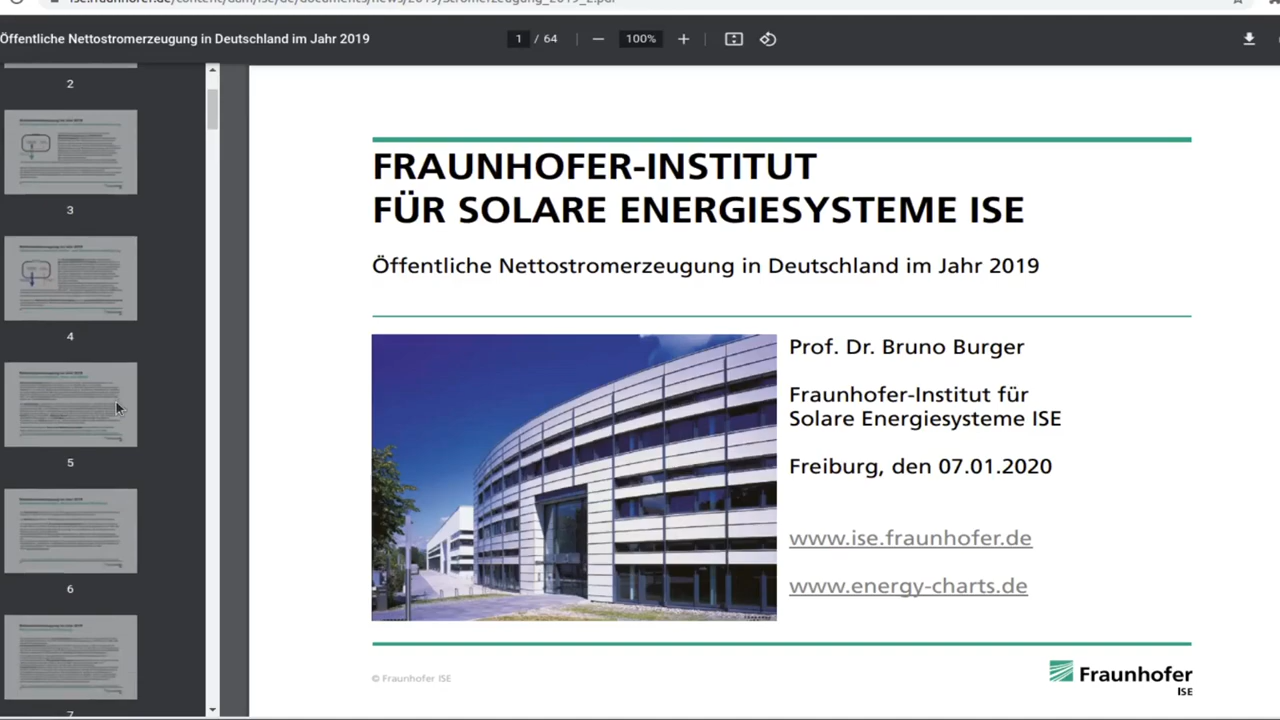 Öffentliche Nettostromerzeugung in Deutschland im Jahr 2019
1 / 64
100%
2
3
4
5
6
FRAUNHOFER-INSTITUT
FÜR SOLARE ENERGIESYSTEME ISE
Öffentliche Nettostromerzeugung in Deutschland im Jahr 2019
Prof. Dr. Bruno Burger
Fraunhofer-Institut für
Solare Energiesysteme ISE
Freiburg, den 07.01.2020
www.ise.fraunhofer.de
www.energy-charts.de
© Fraunhofer ISE
Fraunhofer
ISE